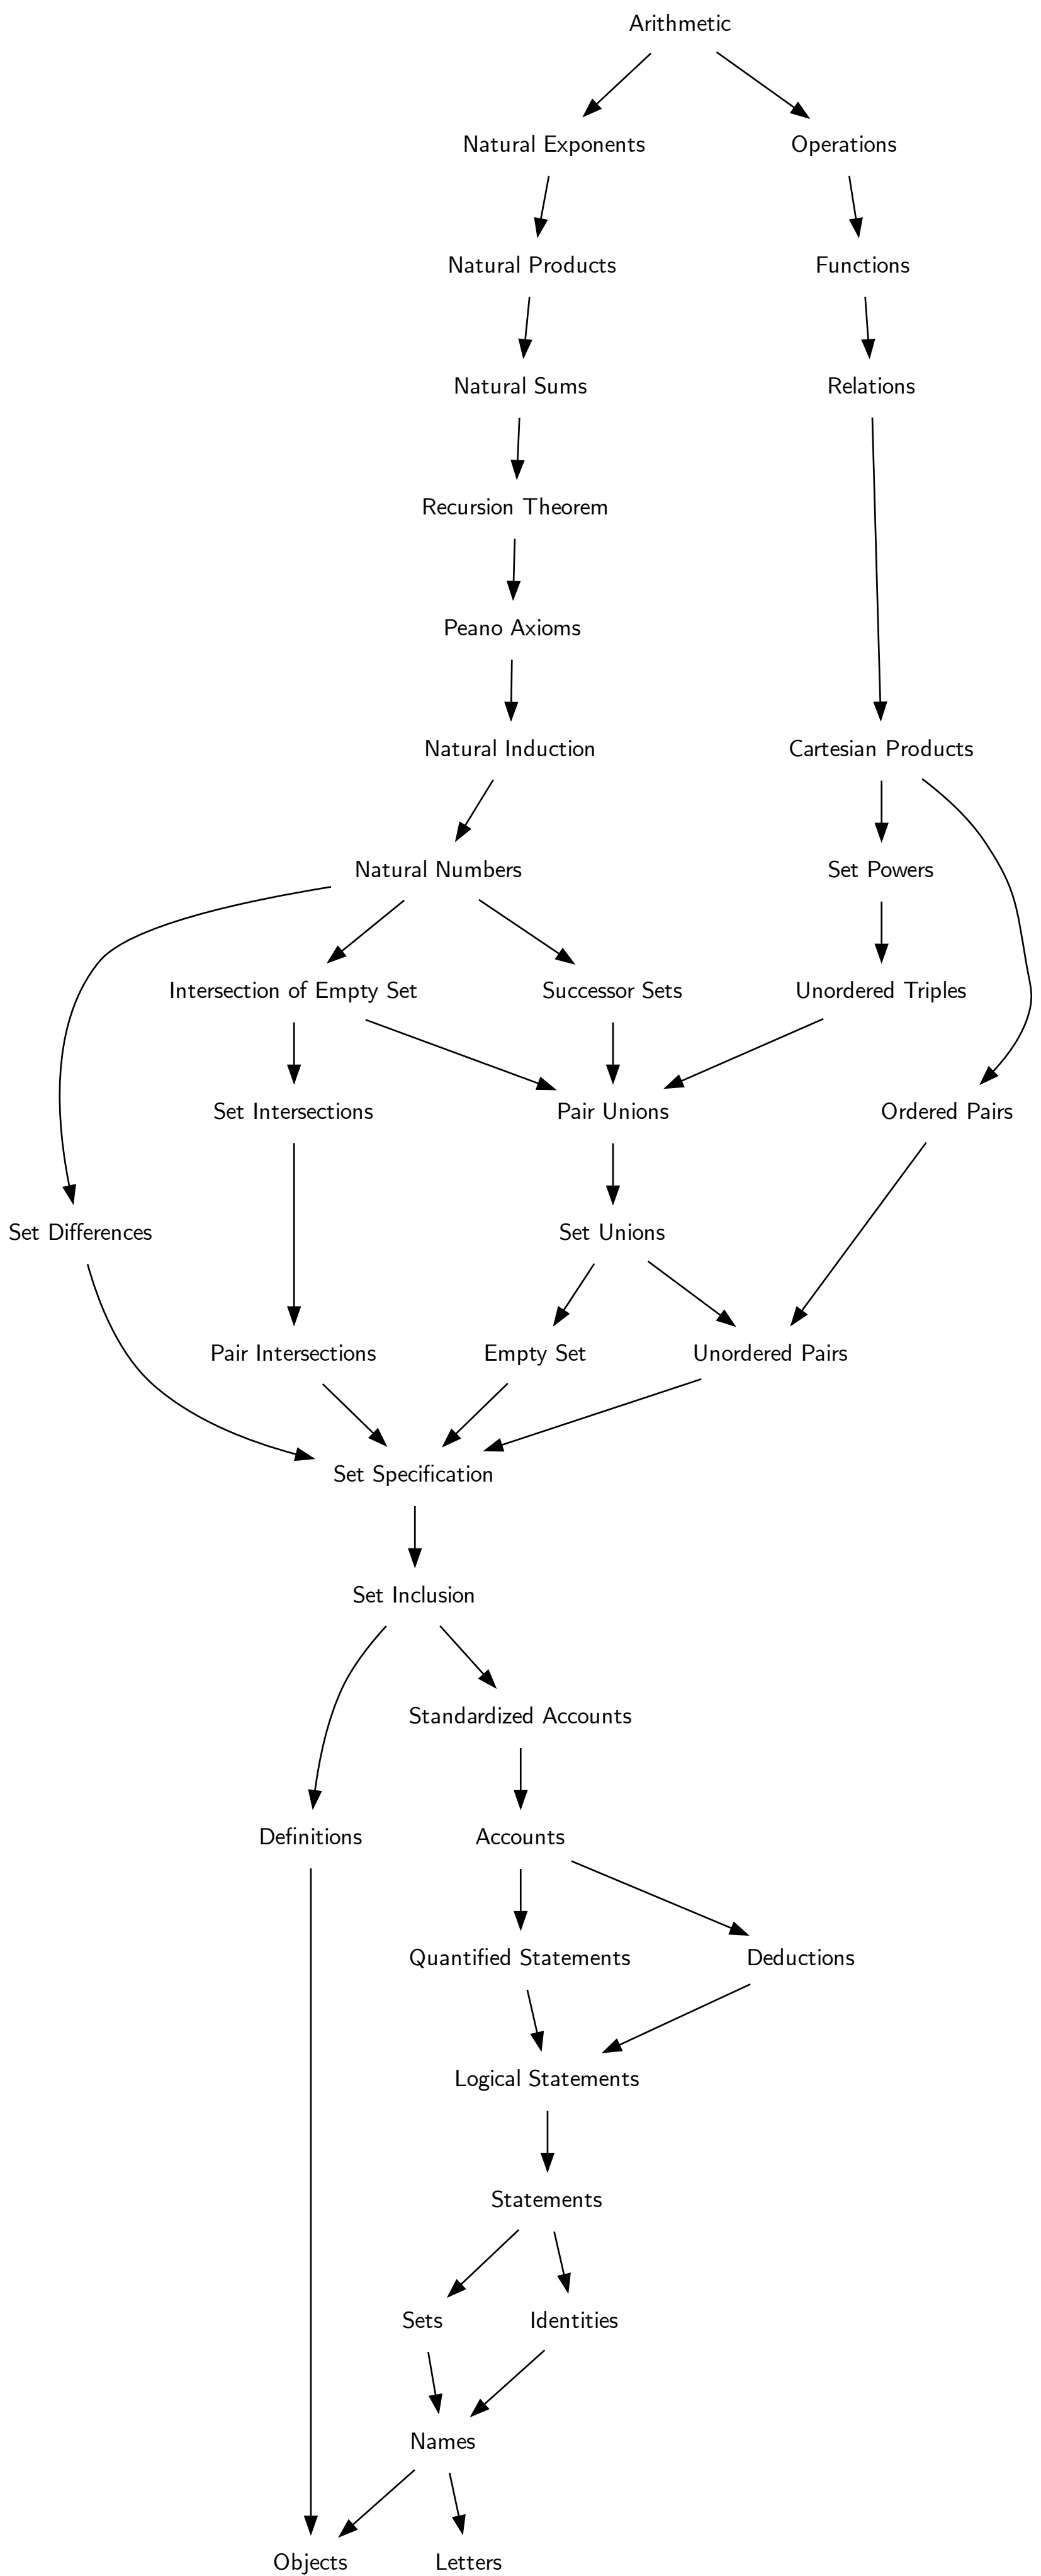 Arithmetic
Natural Exponents
Operations
Natural Products
Functions
Natural Sums
Relations
Recursion Theorem
Peano Axioms
Natural Induction
Cartesian Products
Natural Numbers
Set Powers
Intersection of Empty Set
Successor Sets
Unordered Triples
Set Intersections
Pair Unions
Ordered Pairs
Set Differences
Set Unions
Pair Intersections
Empty Set
Unordered Pairs
Set Specification
Set Inclusion
Standardized Accounts
Definitions
Accounts
Quantified Statements
Deductions
Logical Statements
Statements
Sets
Identities
Names
Objects
Letters